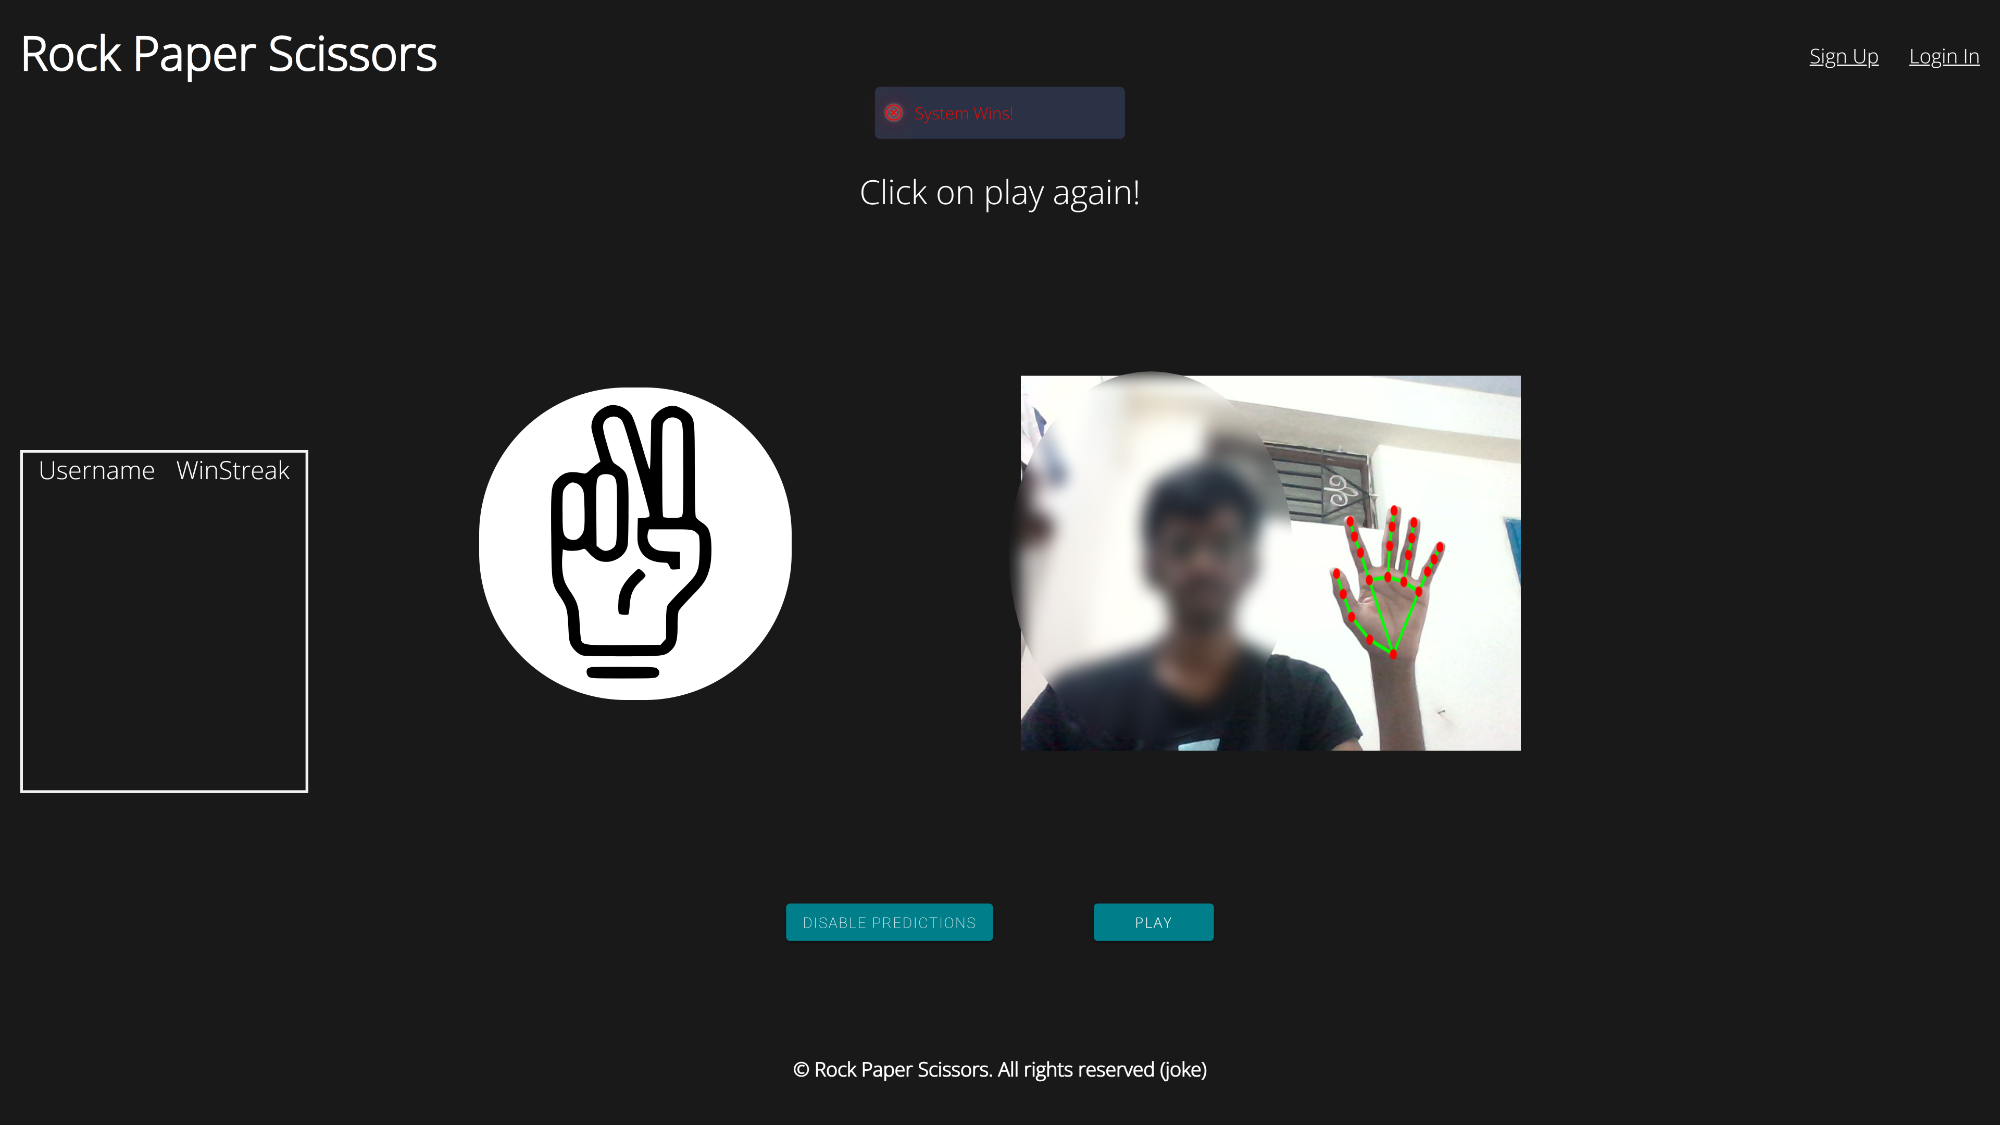 Rock Paper Scissors
Sign Up Login In
System Wins!
Click on play again!
Username WinStreak
DISABLE PREDICTIONS
PLAY
© Rock Paper Scissors. All rights reserved (joke)